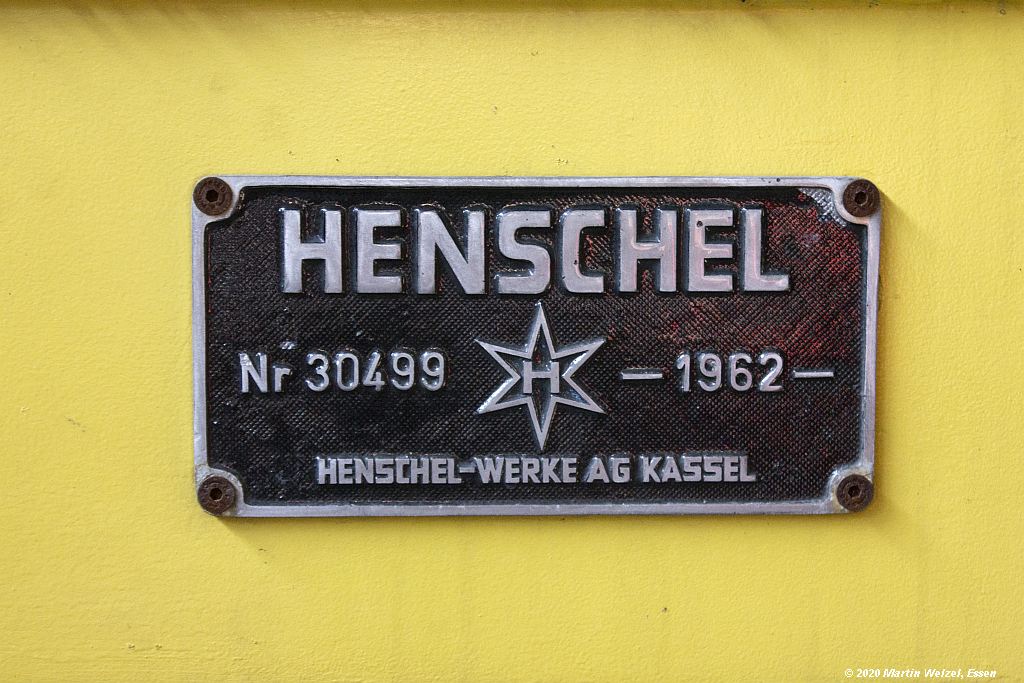 HENSCHEL
Nr 30499 H – 1962 –
HENSCHEL-WERKE AG KASSEL
© 2020 Martin Welzel, Essen